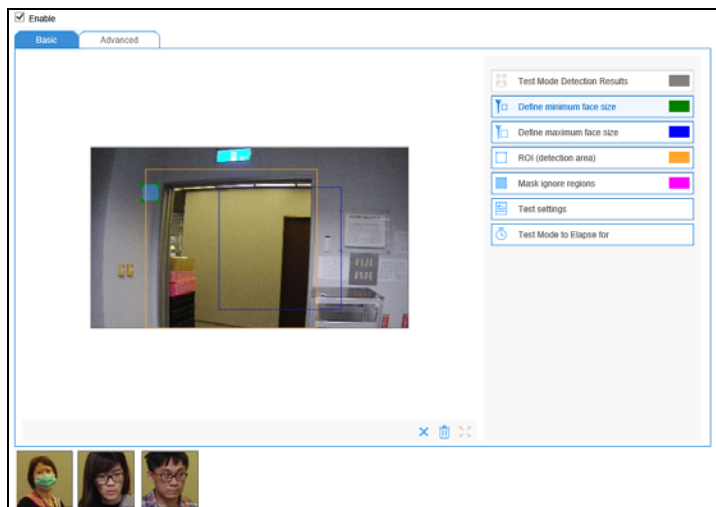 Enable
Basic
Advanced
Test Mode Detection Results
Define minimum face size
Define maximum face size
ROI (detection area)
Mask ignore regions
Test settings
Test Mode to Elapse for